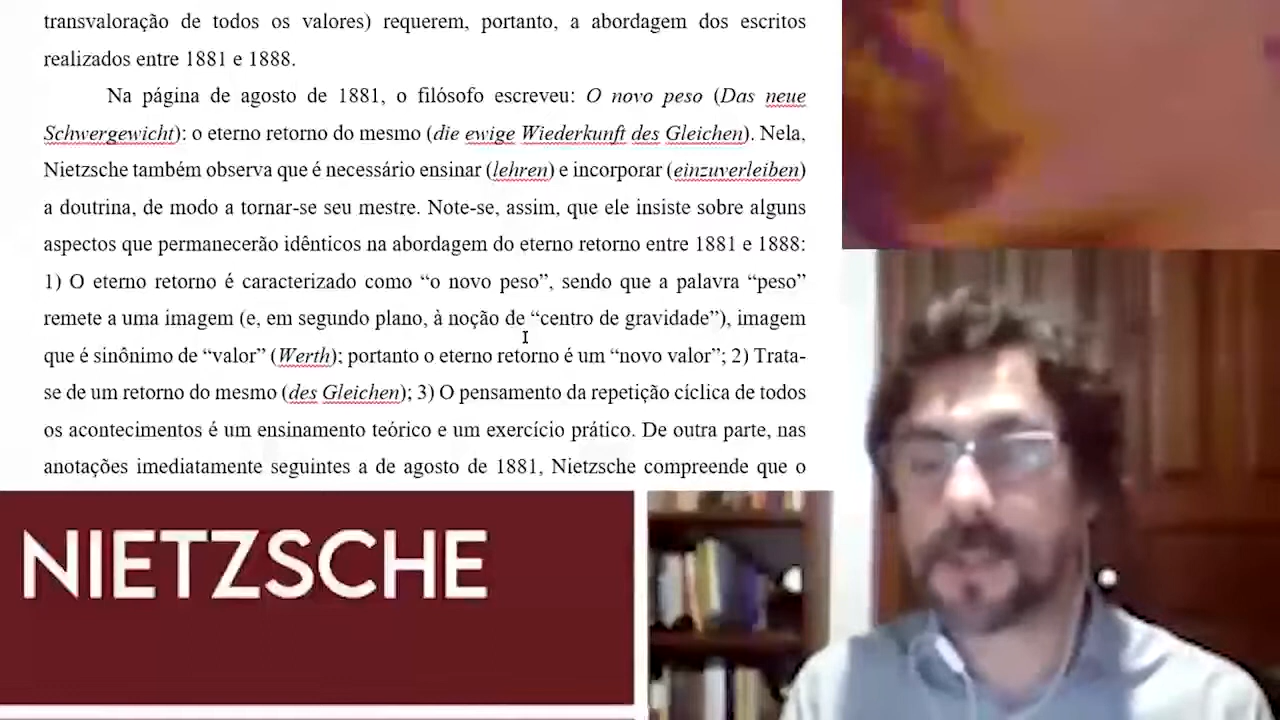 transvaloração de todos os valores) requerem, portanto, a abordagem dos escritos
realizados entre 1881 e 1888.
Na página de agosto de 1881, o filósofo escreveu: O novo peso (Das neue
Schwergewicht): o eterno retorno do mesmo (die ewige Wiederkunft des Gleichen). Nela,
Nietzsche também observa que é necessário ensinar (lehren) e incorporar (einzuverleiben)
a doutrina, de modo a tornar-se seu mestre. Note-se, assim, que ele insiste sobre alguns
aspectos que permanecerão idênticos na abordagem do eterno retorno entre 1881 e 1888:
1) O eterno retorno é caracterizado como “o novo peso”, sendo que a palavra “peso”
remete a uma imagem (e, em segundo plano, à noção de “centro de gravidade”), imagem
que é sinônimo de “valor” (Werth); portanto o eterno retorno é um “novo valor”; 2) Trata-
se de um retorno do mesmo (des Gleichen); 3) O pensamento da repetição cíclica de todos
os acontecimentos é um ensinamento teórico e um exercício prático. De outra parte, nas
anotações imediatamente seguintes a de agosto de 1881, Nietzsche compreende que o
NIETZSCHE